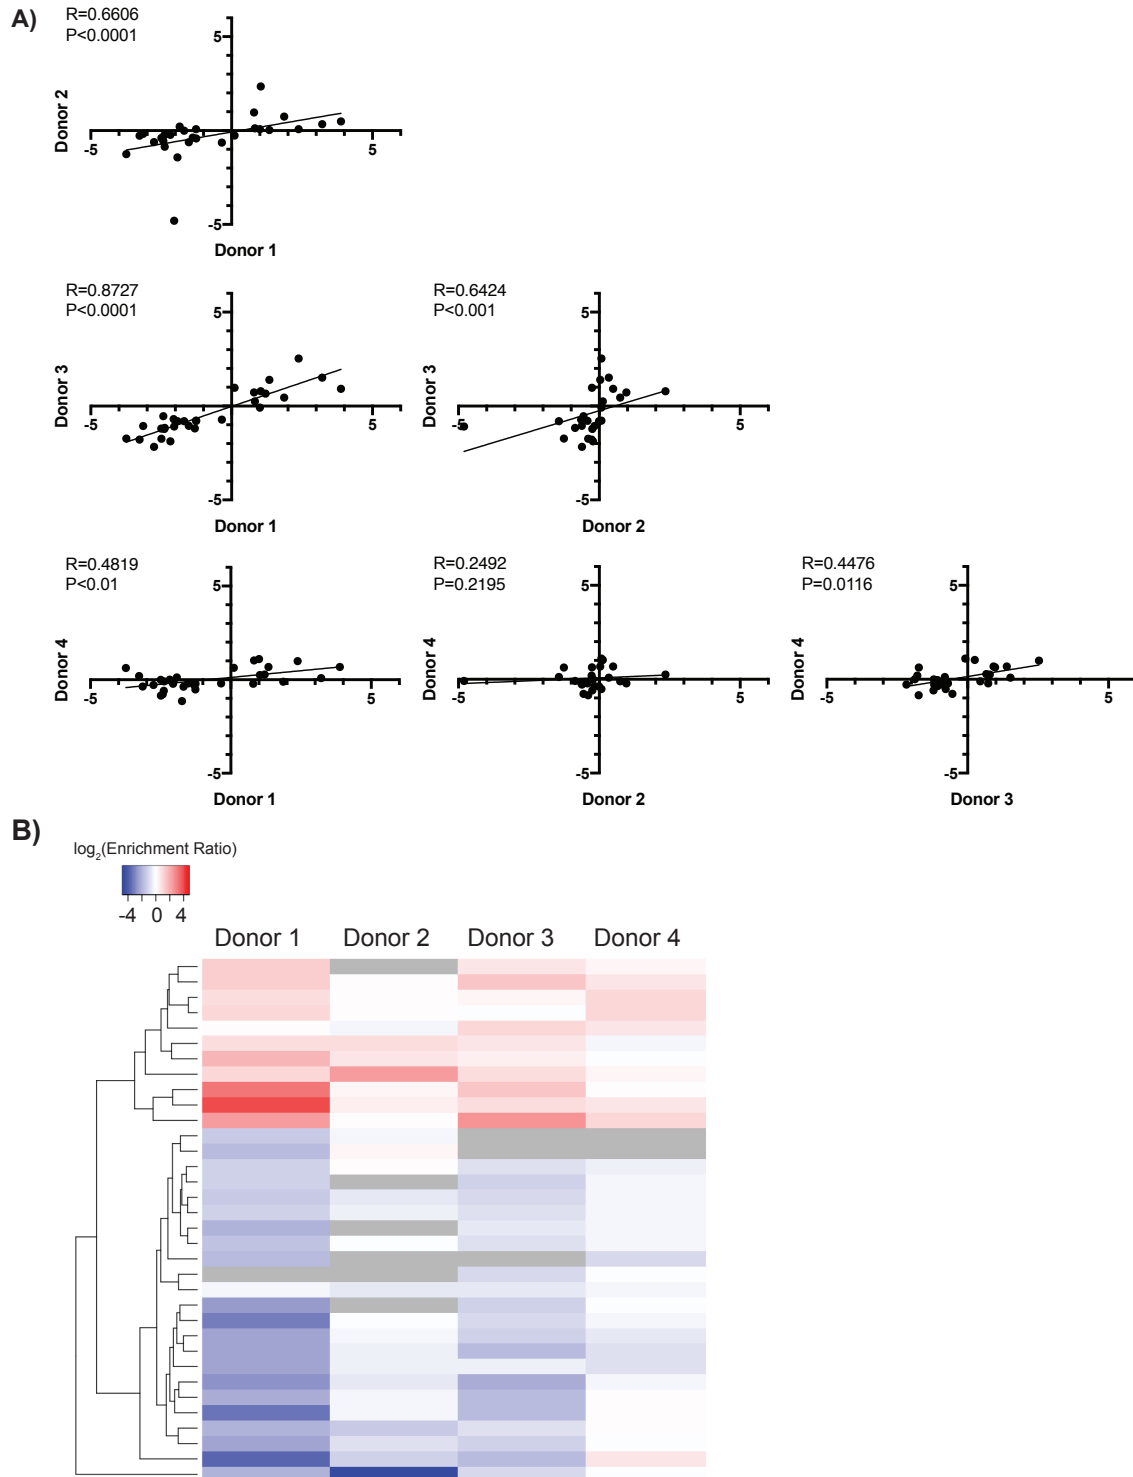 A)
R=0.6606
P<0.0001
5
Donor 2
-5
5
-5
Donor 1
R=0.8727
P<0.0001
5
Donor 3
-5
5
-5
Donor 1
R=0.6424
P<0.001
5
Donor 3
-5
5
-5
Donor 2
R=0.4819
P<0.01
5
Donor 4
-5
5
-5
Donor 1
R=0.2492
P=0.2195
5
Donor 4
-5
5
-5
Donor 2
R=0.4476
P=0.0116
5
Donor 4
-5
5
-5
Donor 3
B)
log2(Enrichment Ratio)
-4 0 4
Donor 1 Donor 2 Donor 3 Donor 4